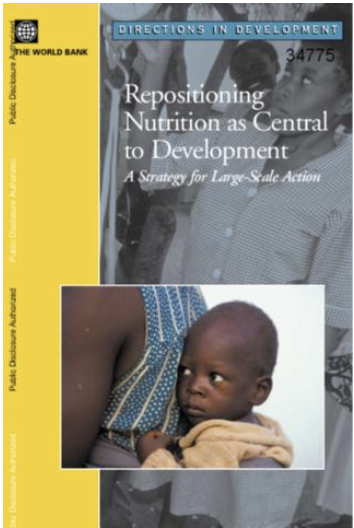 THE WORLD BANK
DIRECTIONS IN DEVELOPMENT
34775
Repositioning
Nutrition as Central
to Development
A Strategy for Large-Scale Action
Public Disclosure Authorized
Public Disclosure Authorized
Public Disclosure Authorized
Disclosure Authorized